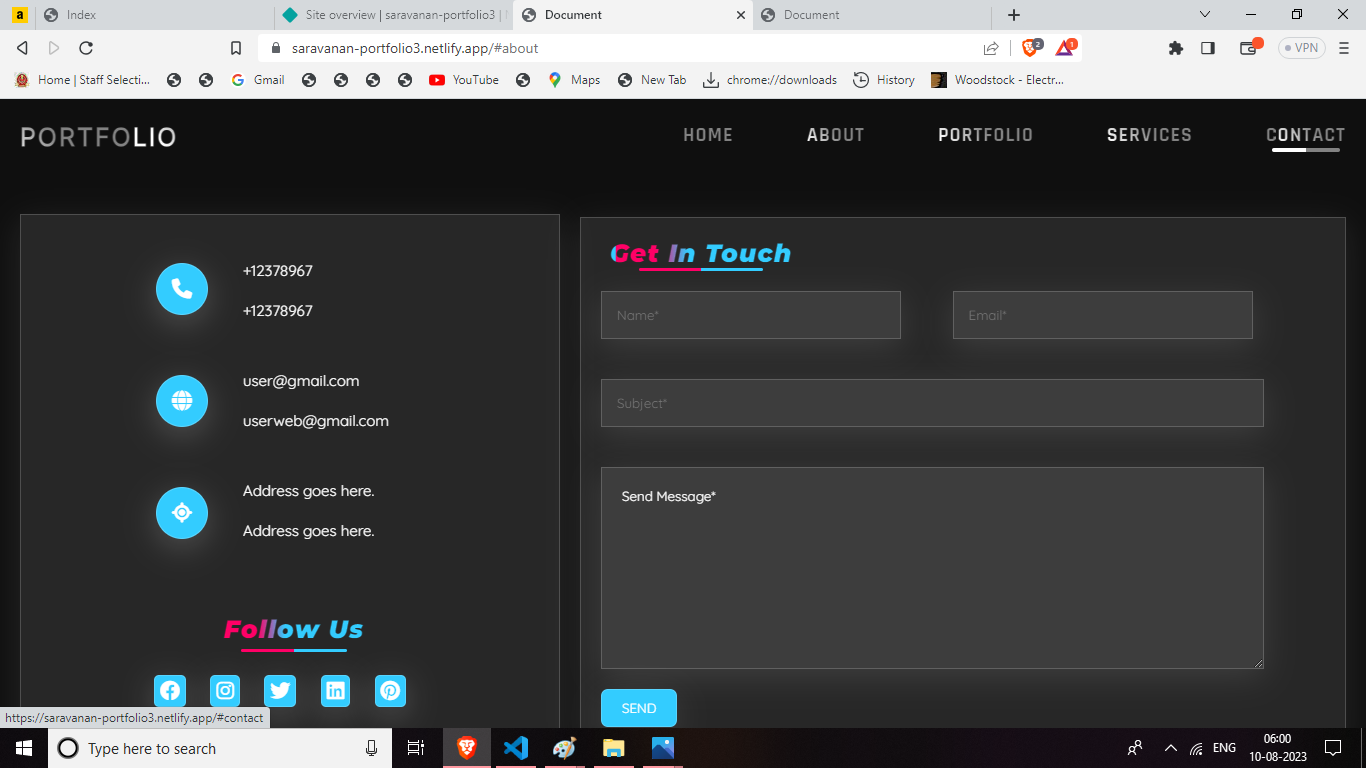 a
Index
Site overview | saravanan-portfolio3 |
Document
Document
saravanan-portfolio3.netlify.app/#about
2
1
VPN
Home | Staff Selecti...
Gmail
YouTube
Maps
New Tab
chrome://downloads
History
Woodstock - Electr...
PORTFOLIO
HOME
ABOUT
PORTFOLIO
SERVICES
CONTACT
+12378967
+12378967
user@gmail.com
userweb@gmail.com
Address goes here.
Address goes here.
Follow Us
Get In Touch
Name*
Email*
Subject*
Send Message*
SEND
https://saravanan-portfolio3.netlify.app/#contact
Type here to search
ENG
06:00
10-08-2023